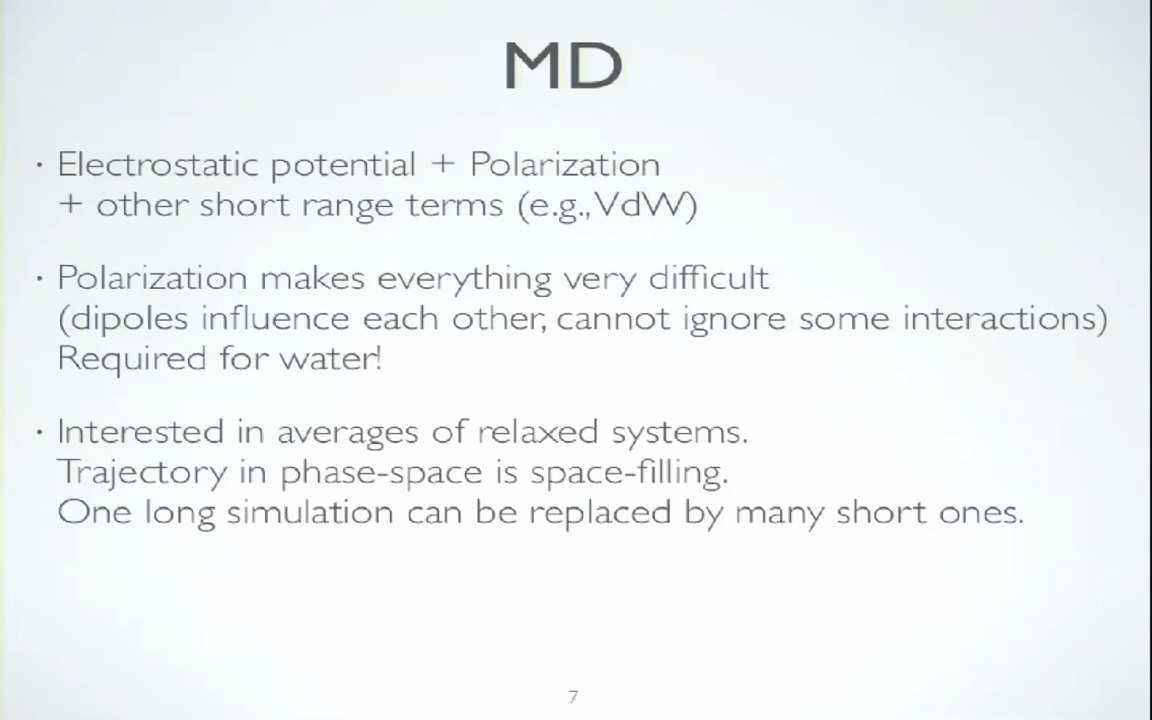 MD
· Electrostatic potential + Polarization
+ other short range terms (e.g., VdW)
· Polarization makes everything very difficult
(dipoles influence each other, cannot ignore some interactions)
Required for water!
· Interested in averages of relaxed systems.
Trajectory in phase-space is space-filling.
One long simulation can be replaced by many short ones.
7